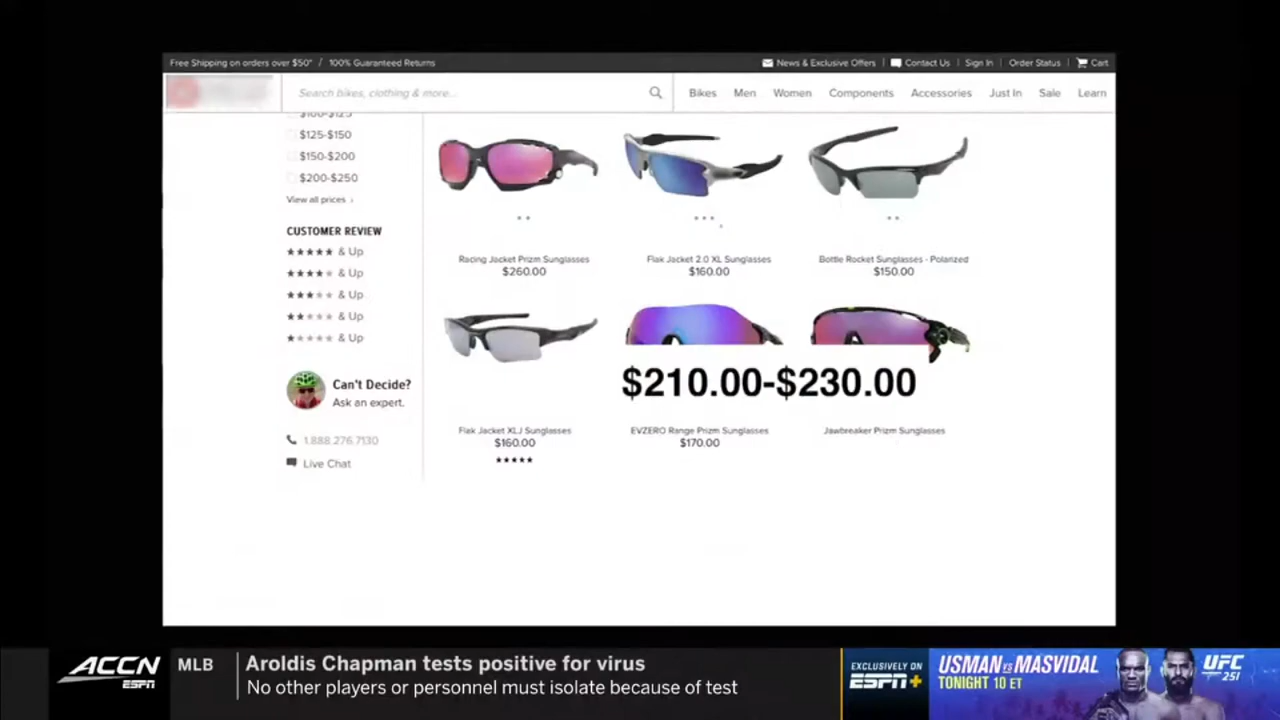 Free Shipping on orders over $50* / 100% Guaranteed Returns
News & Exclusive Offers
Contact Us
Sign In
Order Status
Cart
Search bikes, clothing & more...
Bikes
Men
Women
Components
Accessories
Just In
Sale
Learn
$100-$125
$125-$150
$150-$200
$200-$250
View all prices ›
CUSTOMER REVIEW
★★★★★ & Up
★★★★★ & Up
★★★★★ & Up
★★★★★ & Up
★★★★★ & Up
Can't Decide?
Ask an expert.
1.888.276.7130
Live Chat
Racing Jacket Prizm Sunglasses
$260.00
Flak Jacket 2.0 XL Sunglasses
$160.00
Bottle Rocket Sunglasses - Polarized
$150.00
$210.00-$230.00
Flak Jacket XLJ Sunglasses
$160.00
★★★★★
EVZERO Range Prizm Sunglasses
$170.00
Jawbreaker Prizm Sunglasses
ACCN
ESPN
MLB
Aroldis Chapman tests positive for virus
No other players or personnel must isolate because of test
EXCLUSIVELY ON
ESPN+
USMAN VS MASVIDAL
TONIGHT 10 ET
UFC
251